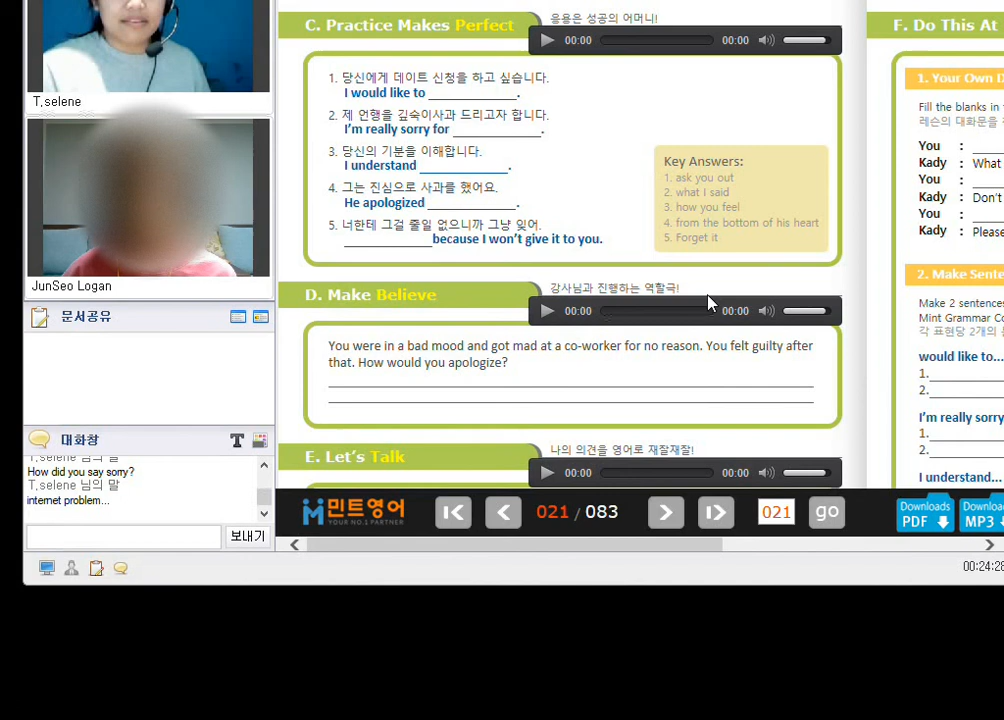 T,selene
JunSeo Logan
문서공유
대화창
T,selene 님의 말
How did you say sorry?
T,selene 님의 말
internet problem...
보내기
C. Practice Makes Perfect
응용은 성공의 어머니!
00:00
00:00
1. 당신에게 데이트 신청을 하고 싶습니다.
I would like to ______________.
2. 제 언행을 깊숙이사과 드리고자 합니다.
I'm really sorry for ______________.
3. 당신의 기분을 이해합니다.
I understand ______________.
4. 그는 진심으로 사과를 했어요.
He apologized ______________.
5. 너한테 그걸 줄일 없으니까 그냥 잊어.
______________because I won't give it to you.
Key Answers:
1. ask you out
2. what I said
3. how you feel
4. from the bottom of his heart
5. Forget it
D. Make Believe
강사님과 진행하는 역할극!
00:00
00:00
You were in a bad mood and got mad at a co-worker for no reason. You felt guilty after
that. How would you apologize?
E. Let's Talk
나의 의견을 영어로 재잘재잘!
00:00
00:00
F. Do This At
1. Your Own D
Fill the blanks in
레슨의 대화문을
You :
Kady : What
You :
Kady : Don't
You :
Kady : Please
2. Make Sente
Make 2 sentences
Mint Grammar Co
각 표현당 2개의
would like to...
1.
2.
I'm really sorry
1.
2.
I understand...
민트영어
YOUR NO.1 PARTNER
021 / 083
021
go
Downloads
PDF
Download
MP3
00:24:28